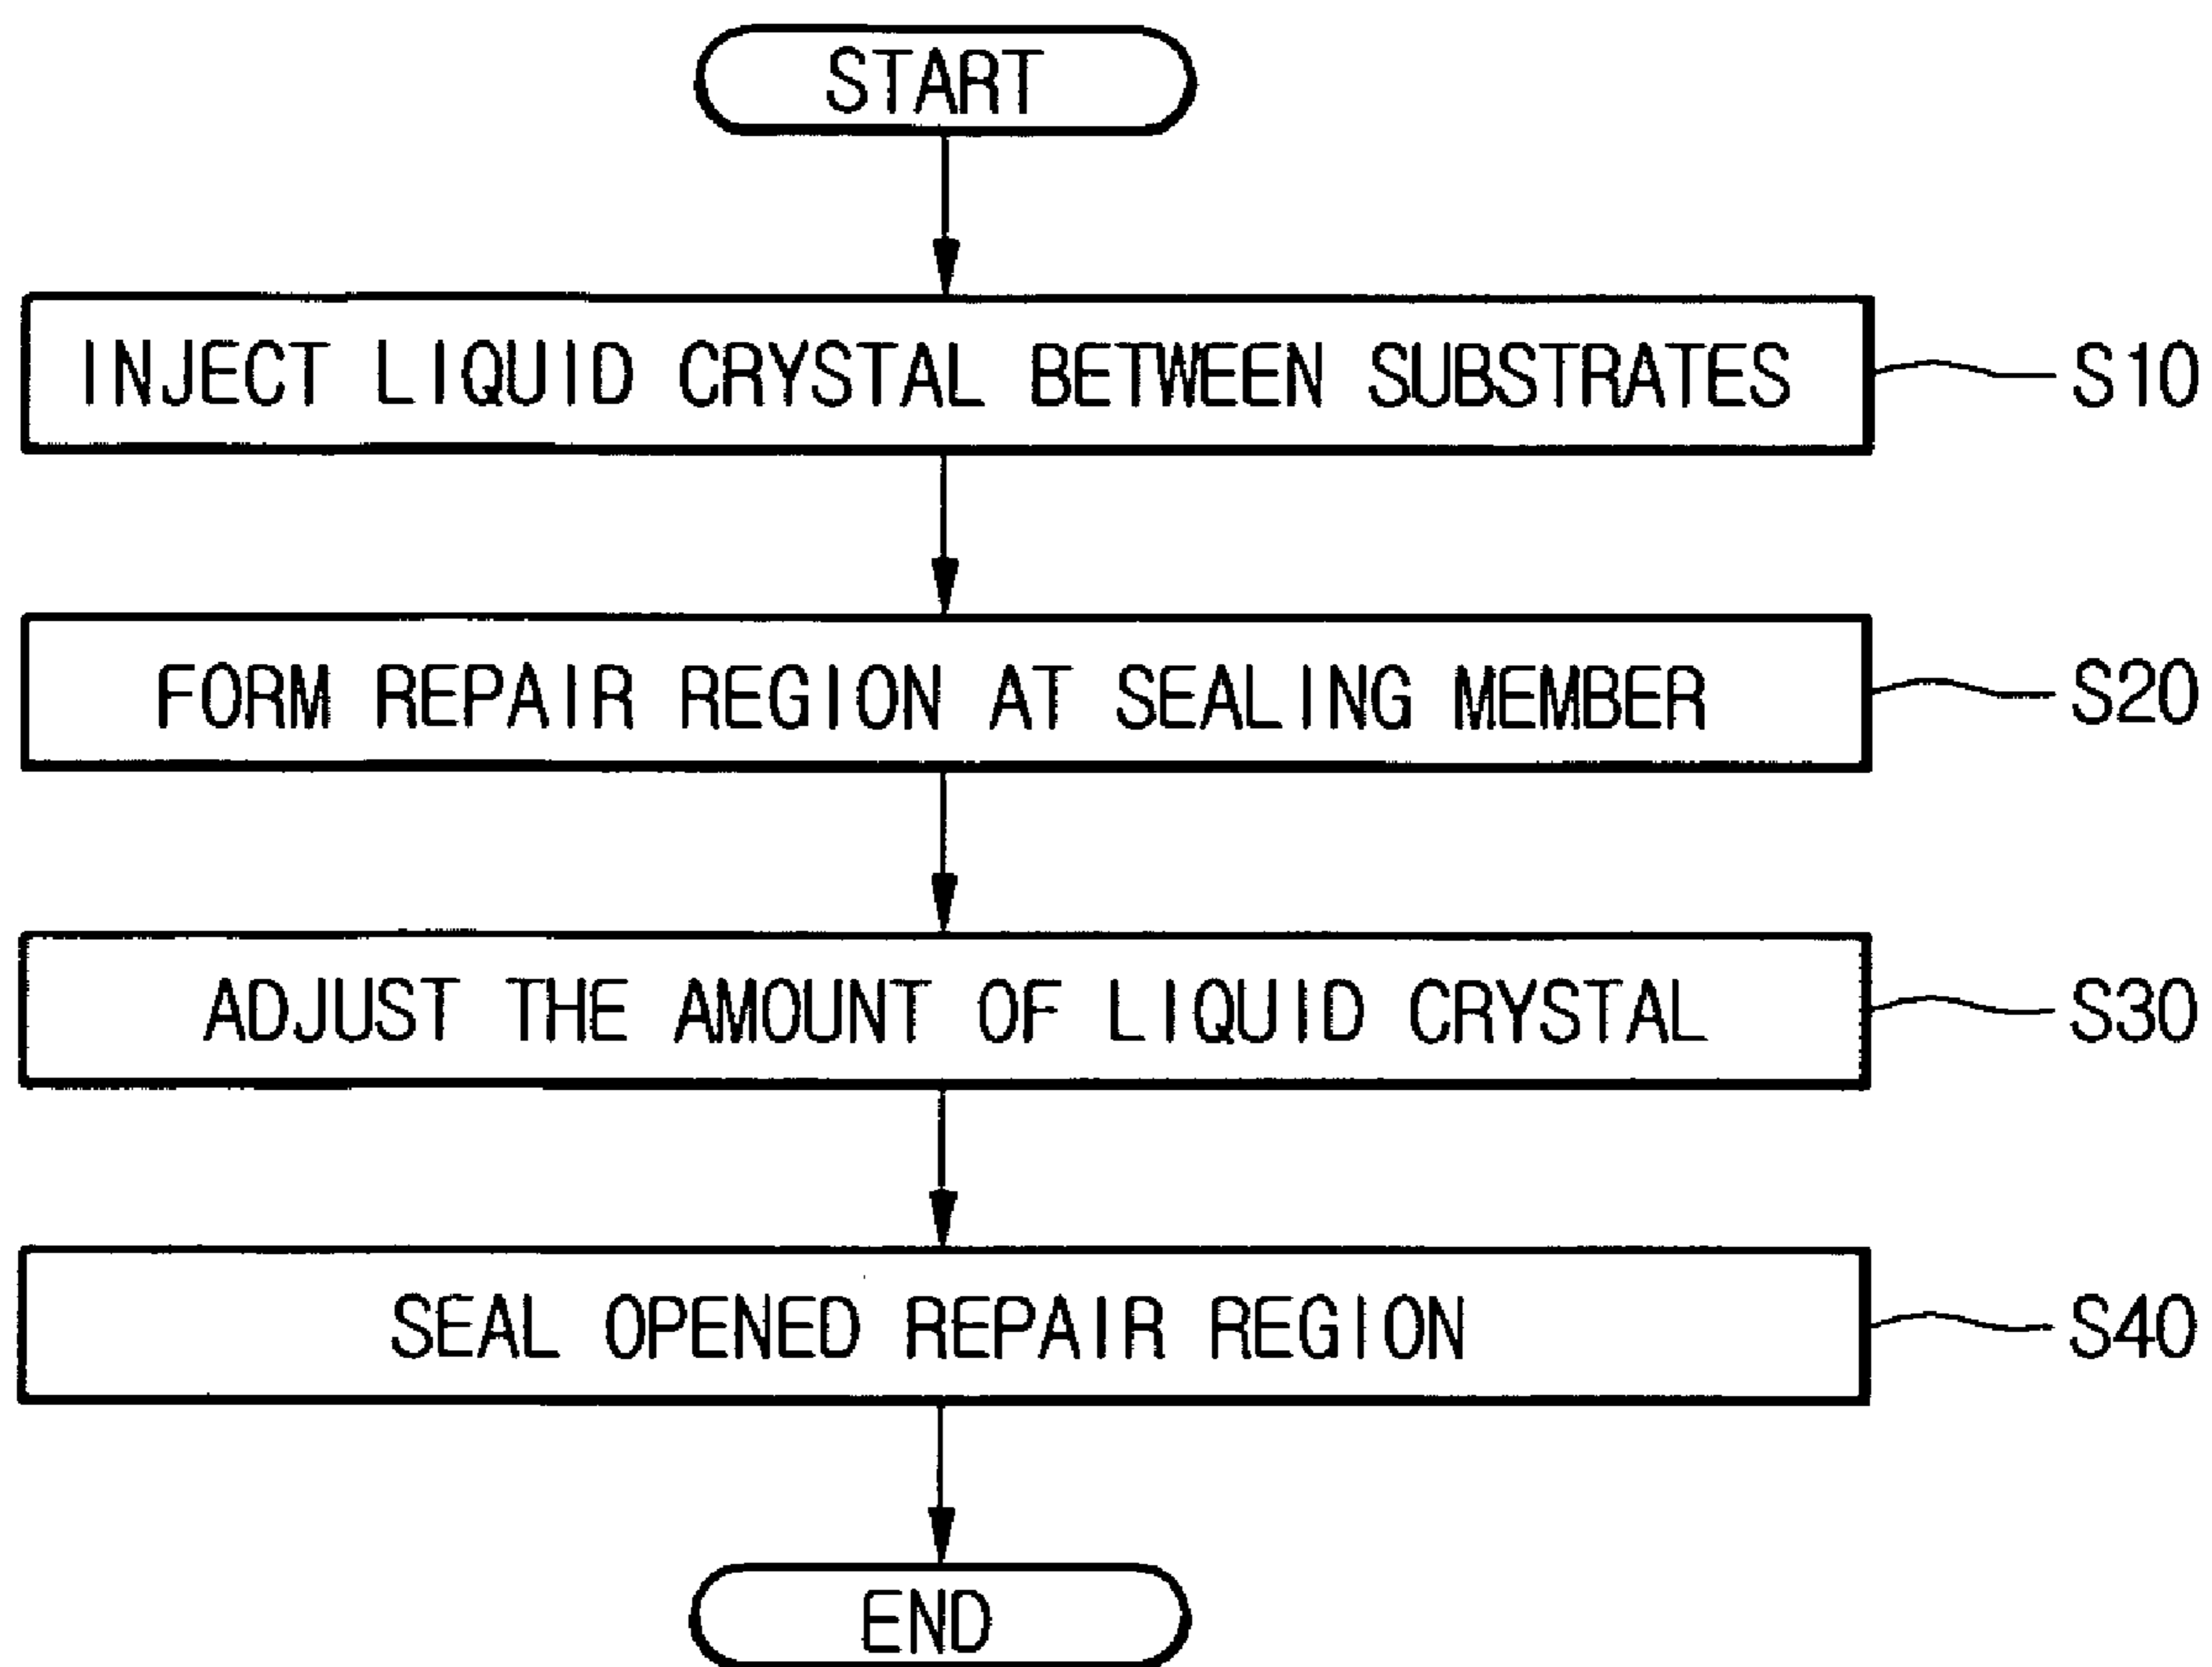 START
INJECT LIQUID CRYSTAL BETWEEN SUBSTRATES
S10
FORM REPAIR REGION AT SEALING MEMBER
S20
ADJUST THE AMOUNT OF LIQUID CRYSTAL
S30
SEAL OPENED REPAIR REGION
S40
END